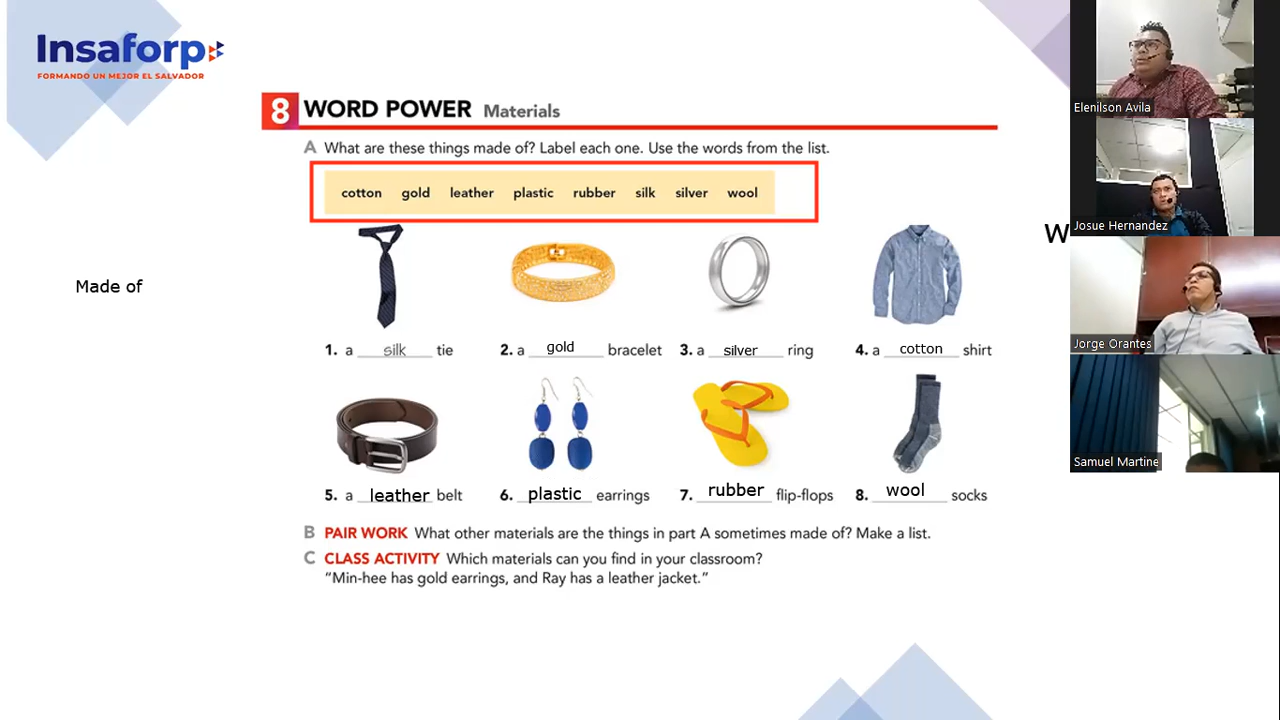 Insaforp
FORMANDO UN MEJOR EL SALVADOR
8 WORD POWER Materials
A What are these things made of? Label each one. Use the words from the list.
cotton gold leather plastic rubber silk silver wool
Made of
W
1. a silk tie
2. a gold bracelet
3. a silver ring
4. a cotton shirt
5. a leather belt
6. plastic earrings
7. rubber flip-flops
8. wool socks
B PAIR WORK What other materials are the things in part A sometimes made of? Make a list.
C CLASS ACTIVITY Which materials can you find in your classroom?
"Min-hee has gold earrings, and Ray has a leather jacket."
Elenilson Avila
Josue Hernandez
Jorge Orantes
Samuel Martine